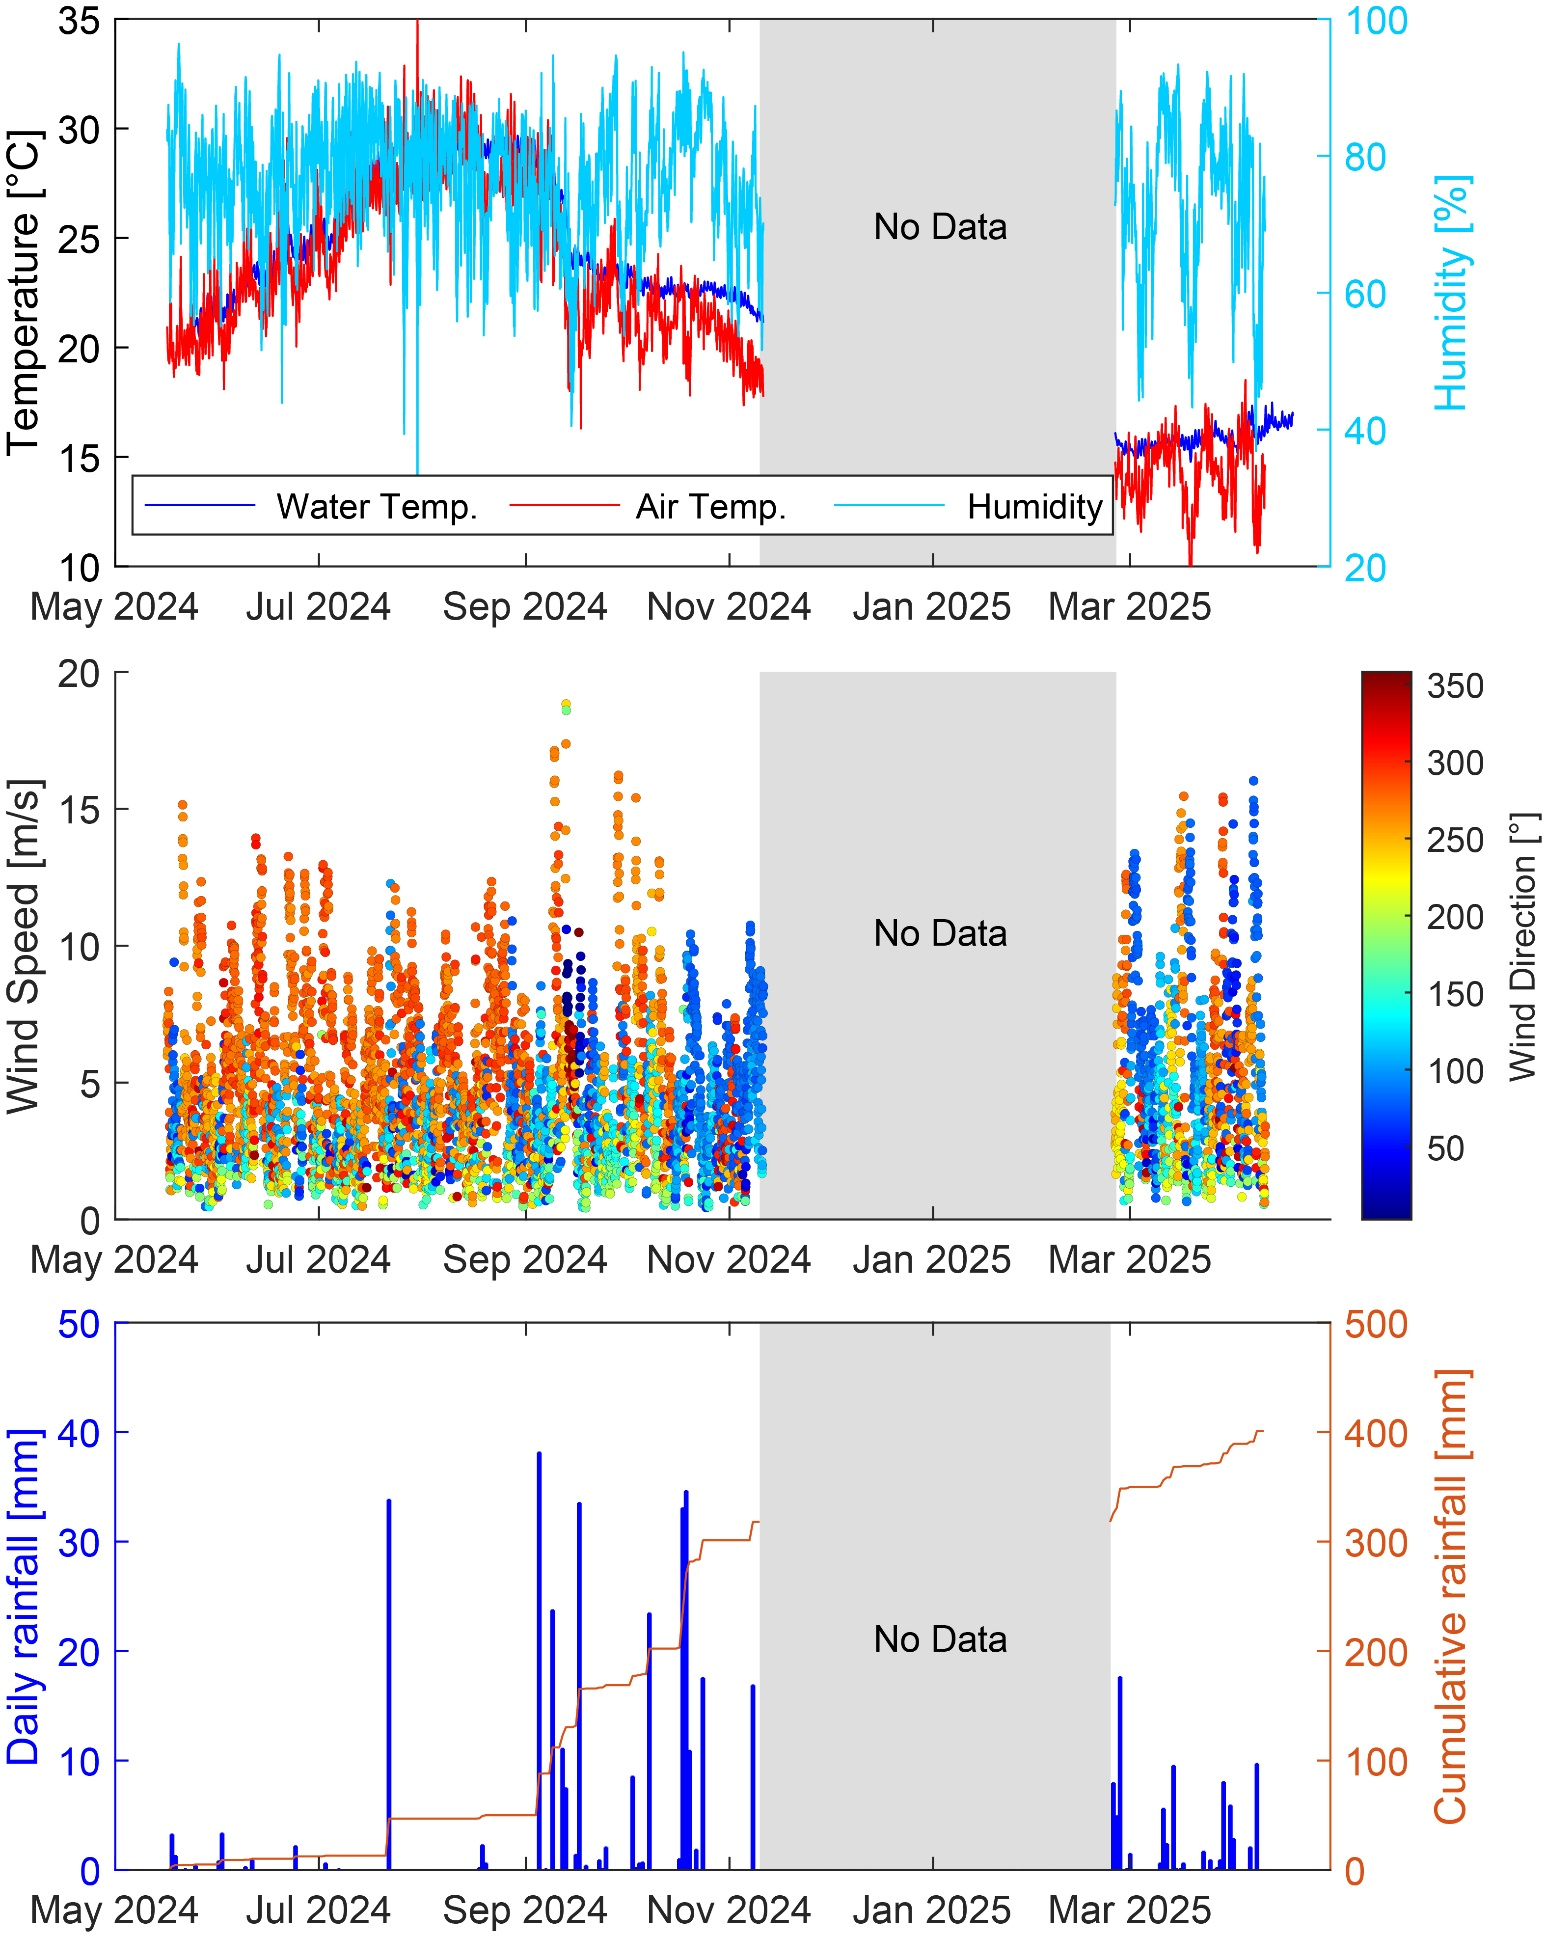 35
30
25
20
15
10
Temperature [°C]
100
80
60
40
20
Humidity [%]
No Data
Water Temp. Air Temp. Humidity
May 2024 Jul 2024 Sep 2024 Nov 2024 Jan 2025 Mar 2025
20
15
10
5
0
Wind Speed [m/s]
No Data
350
300
250
200
150
100
50
Wind Direction [°]
May 2024 Jul 2024 Sep 2024 Nov 2024 Jan 2025 Mar 2025
50
40
30
20
10
0
Daily rainfall [mm]
No Data
500
400
300
200
100
0
Cumulative rainfall [mm]
May 2024 Jul 2024 Sep 2024 Nov 2024 Jan 2025 Mar 2025